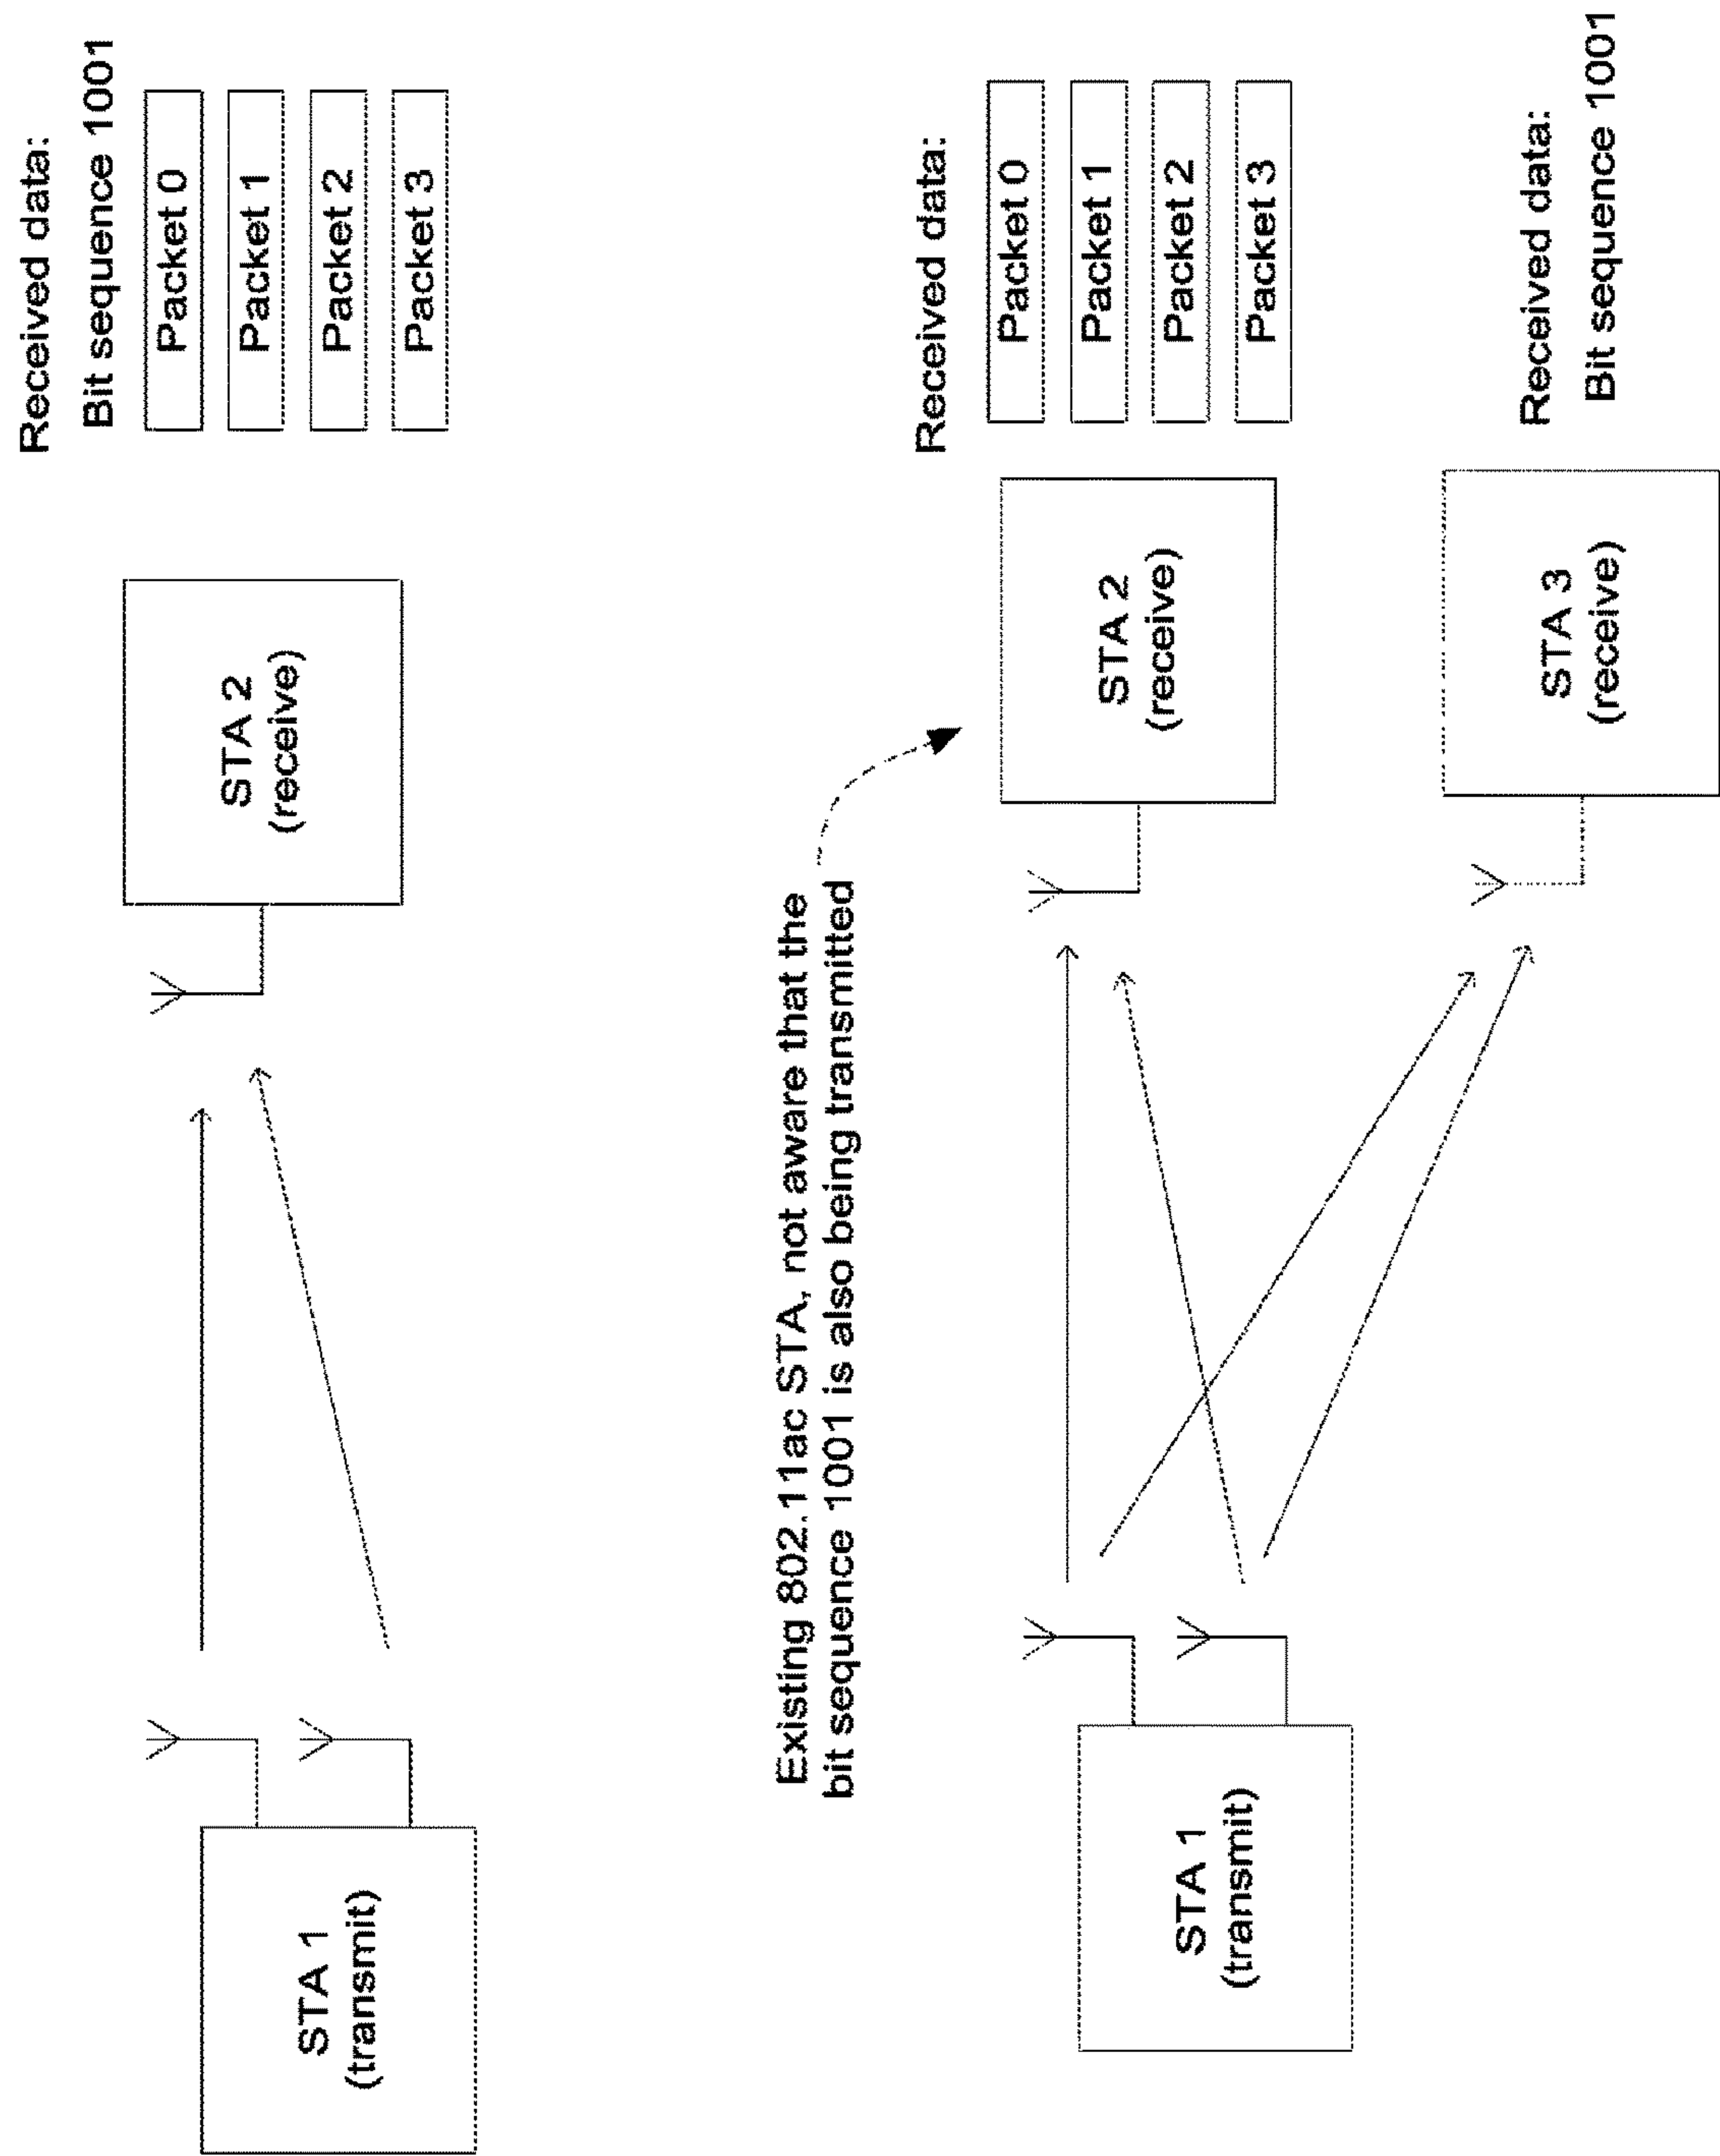 Received data:
Bit sequence 1001
Packet 0
Packet 1
Packet 2
Packet 3
STA 2
(receive)
STA 1
(transmit)
Existing 802.11ac STA, not aware that the
bit sequence 1001 is also being transmitted
Received data:
Packet 0
Packet 1
Packet 2
Packet 3
STA 2
(receive)
STA 1
(transmit)
STA 3
(receive)
Received data:
Bit sequence 1001